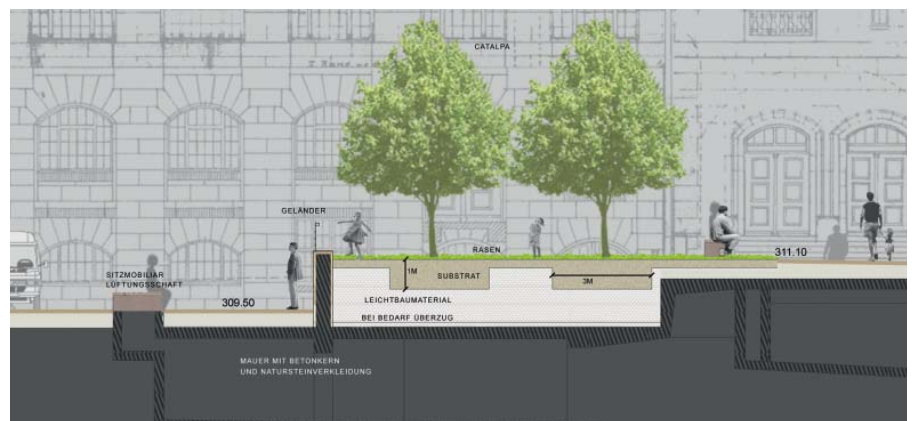 CATALPA
GELÄNDER
RASEN
311.10
SITZMOBILIAR
LÜFTUNGSSCHAFT
1M
SUBSTRAT
3M
309.50
LEICHTBAUMATERIAL
BEI BEDARF ÜBERZUG
MAUER MIT BETONKERN
UND NATURSTEINVERKLEIDUNG